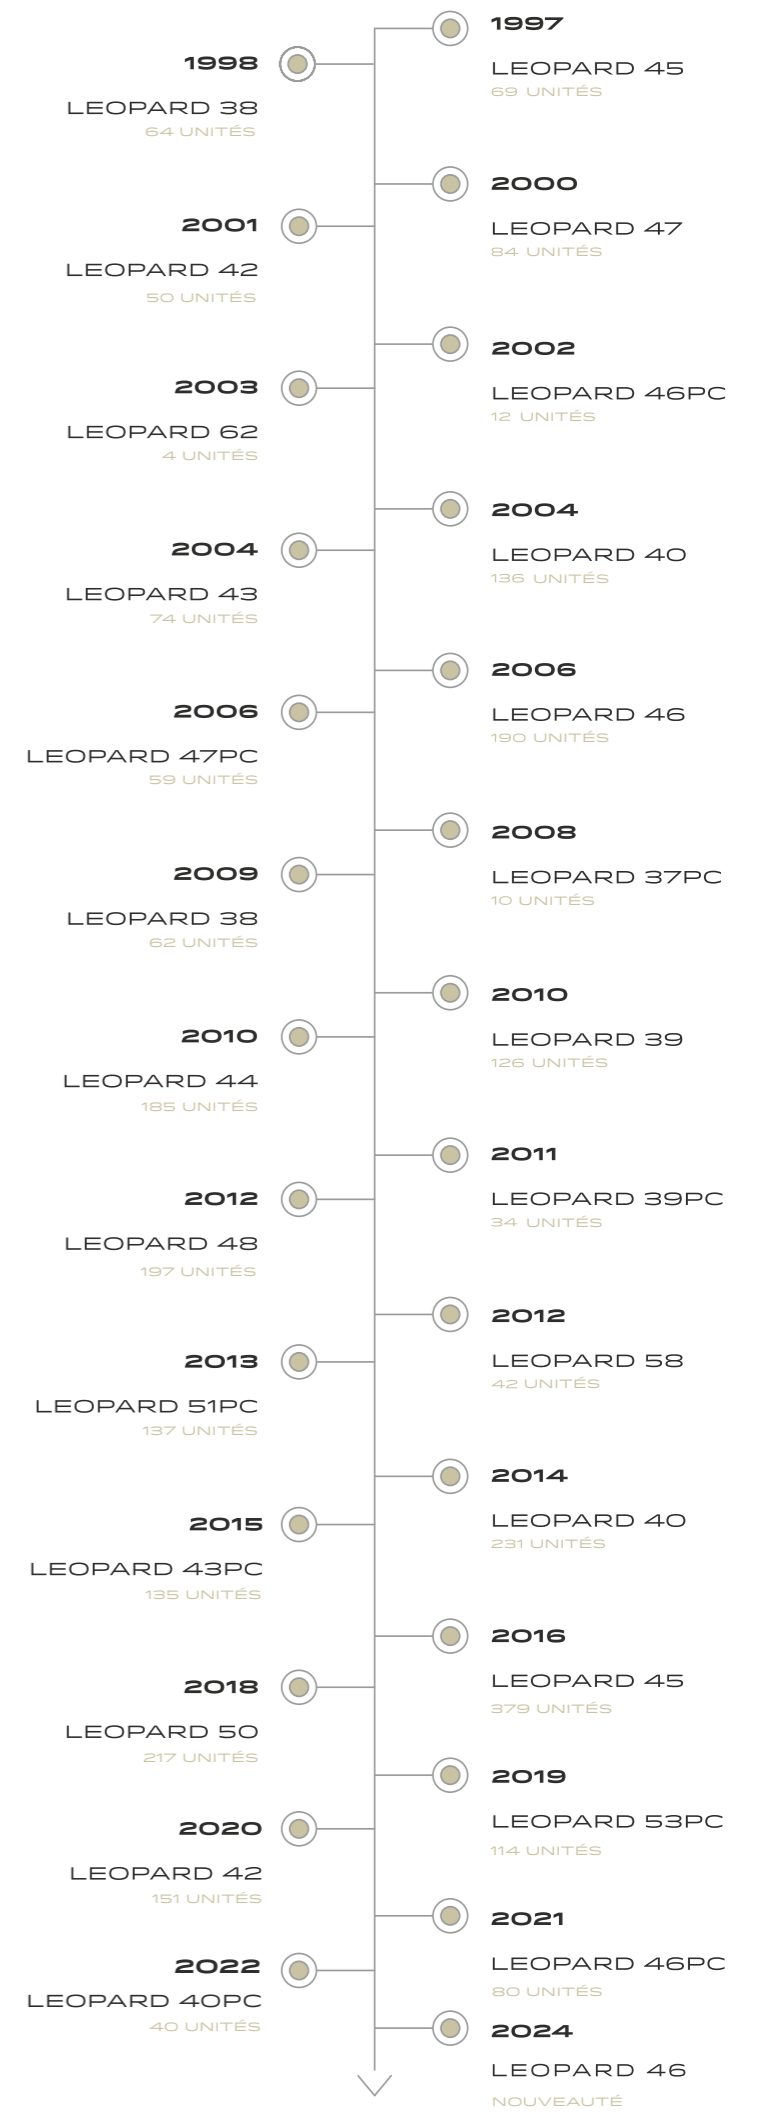 1997
LEOPARD 45
69 UNITÉS
1998
LEOPARD 38
64 UNITÉS
2000
LEOPARD 47
84 UNITÉS
2001
LEOPARD 42
50 UNITÉS
2002
LEOPARD 46PC
12 UNITÉS
2003
LEOPARD 62
4 UNITÉS
2004
LEOPARD 40
136 UNITÉS
2004
LEOPARD 43
74 UNITÉS
2006
LEOPARD 46
190 UNITÉS
2006
LEOPARD 47PC
59 UNITÉS
2008
LEOPARD 37PC
10 UNITÉS
2009
LEOPARD 38
62 UNITÉS
2010
LEOPARD 39
126 UNITÉS
2010
LEOPARD 44
185 UNITÉS
2011
LEOPARD 39PC
34 UNITÉS
2012
LEOPARD 48
197 UNITÉS
2012
LEOPARD 58
42 UNITÉS
2013
LEOPARD 51PC
137 UNITÉS
2014
LEOPARD 40
231 UNITÉS
2015
LEOPARD 43PC
135 UNITÉS
2016
LEOPARD 45
379 UNITÉS
2018
LEOPARD 50
217 UNITÉS
2019
LEOPARD 53PC
114 UNITÉS
2020
LEOPARD 42
151 UNITÉS
2021
LEOPARD 46PC
80 UNITÉS
2022
LEOPARD 40PC
40 UNITÉS
2024
LEOPARD 46
NOUVEAUTÉ